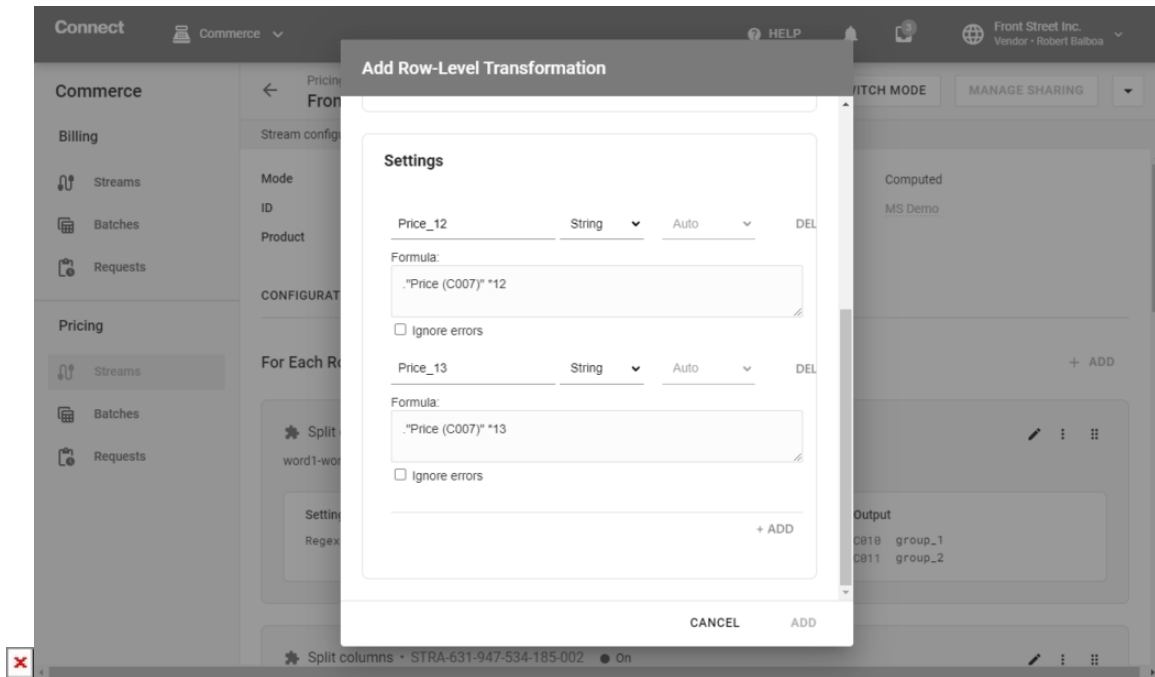 Connect
Commerce
HELP
3
Front Street Inc.
Vendor • Robert Balboa
Commerce
Billing
Streams
Batches
Requests
Pricing
Streams
Batches
Requests
Pricing
Fron
ITCH MODE
MANAGE SHARING
Stream config
Mode
ID
Product
Computed
MS Demo
CONFIGURAT
For Each Ro
+ ADD
Split
word1-wor
Setting
Regex
Output
C010 group_1
C011 group_2
Split columns • STRA-631-947-534-185-002 ● On
Add Row-Level Transformation
Settings
Price_12 String Auto DEL
Formula:
."Price (C007)" *12
Ignore errors
Price_13 String Auto DEL
Formula:
."Price (C007)" *13
Ignore errors
+ ADD
CANCEL ADD